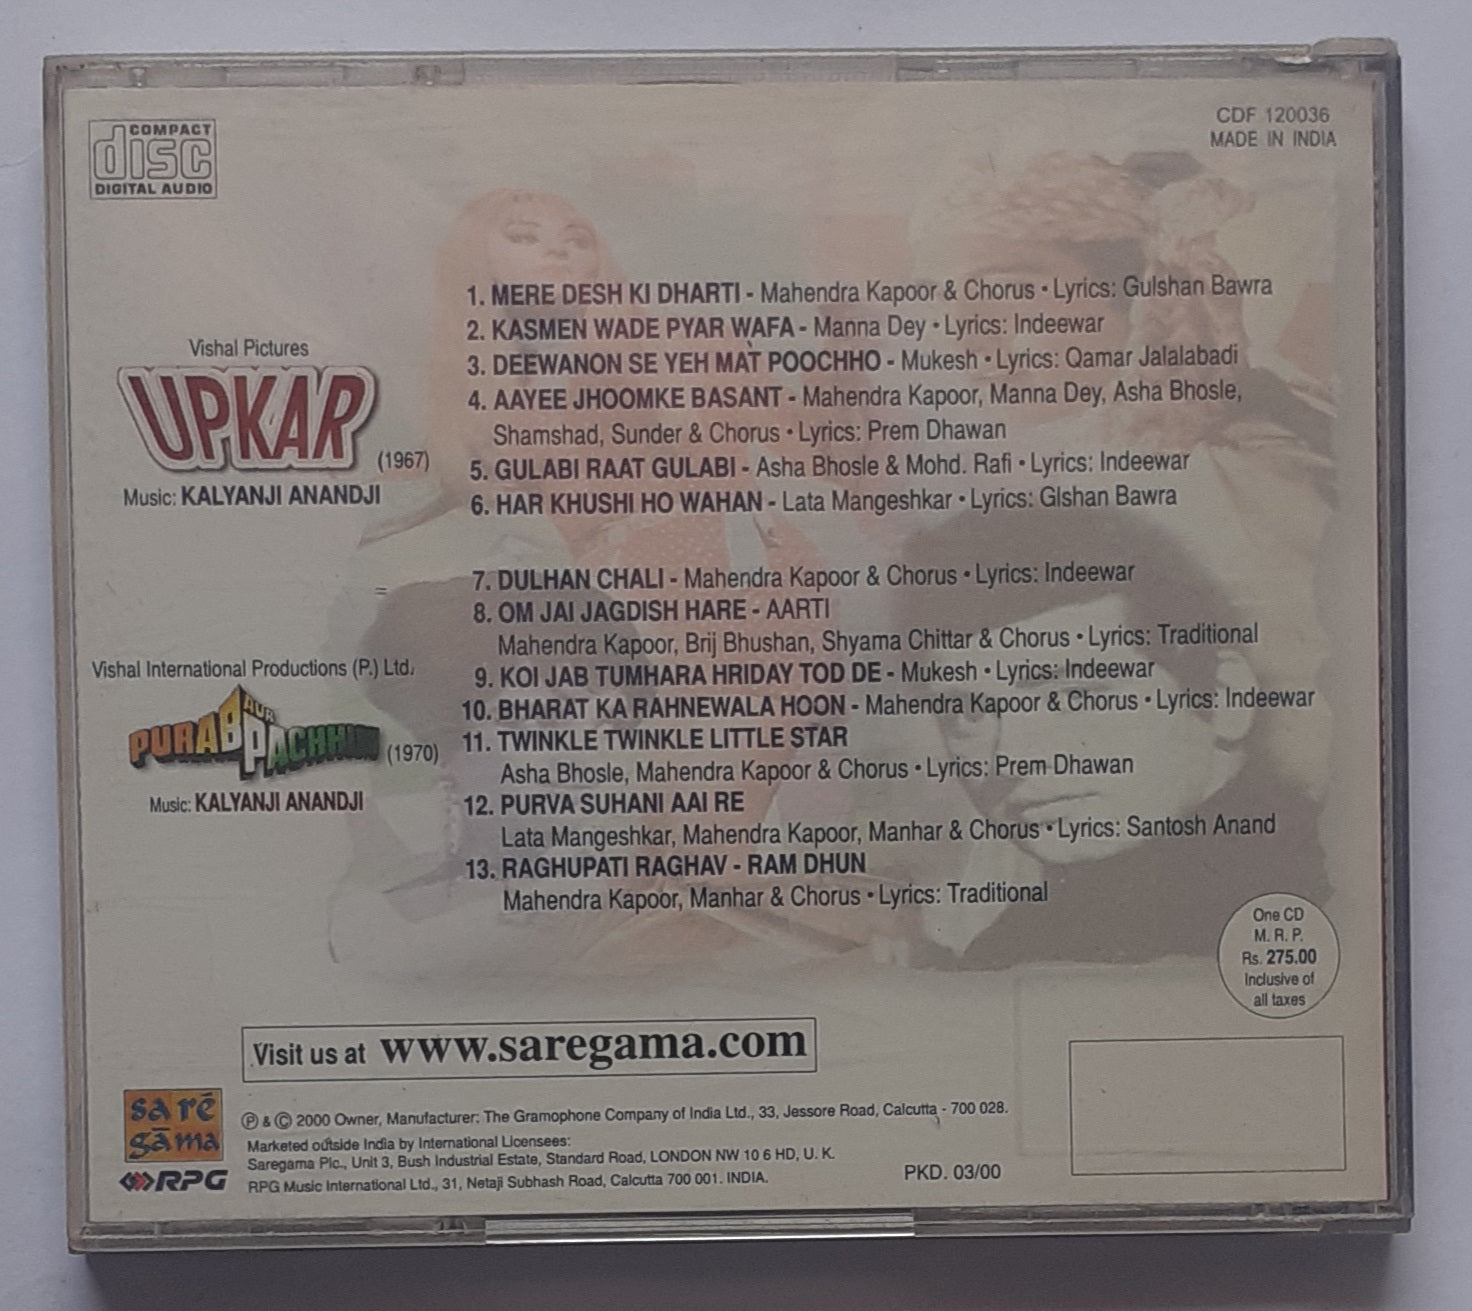 COMPACT
disc
DIGITAL AUDIO
CDF 120036
MADE IN INDIA
Vishal Pictures
UPKAR
(1967)
Music: KALYANJI ANANDJI
1. MERE DESH KI DHARTI - Mahendra Kapoor & Chorus • Lyrics: Gulshan Bawra
2. KASMEN WADE PYAR WAFA - Manna Dey • Lyrics: Indeewar
3. DEEWANON SE YEH MAT POOCHHO - Mukesh • Lyrics: Qamar Jalalabadi
4. AAYEE JHOOMKE BASANT - Mahendra Kapoor, Manna Dey, Asha Bhosle,
Shamshad, Sunder & Chorus • Lyrics: Prem Dhawan
5. GULABI RAAT GULABI - Asha Bhosle & Mohd. Rafi • Lyrics: Indeewar
6. HAR KHUSHI HO WAHAN - Lata Mangeshkar • Lyrics: Glshan Bawra
Vishal International Productions (P.) Ltd.
PURAB AUR PACHHIM
(1970)
Music: KALYANJI ANANDJI
7. DULHAN CHALI - Mahendra Kapoor & Chorus • Lyrics: Indeewar
8. OM JAI JAGDISH HARE - AARTI
Mahendra Kapoor, Brij Bhushan, Shyama Chittar & Chorus • Lyrics: Traditional
9. KOI JAB TUMHARA HRIDAY TOD DE - Mukesh • Lyrics: Indeewar
10. BHARAT KA RAHNEWALA HOON - Mahendra Kapoor & Chorus • Lyrics: Indeewar
11. TWINKLE TWINKLE LITTLE STAR
Asha Bhosle, Mahendra Kapoor & Chorus • Lyrics: Prem Dhawan
12. PURVA SUHANI AAI RE
Lata Mangeshkar, Mahendra Kapoor, Manhar & Chorus • Lyrics: Santosh Anand
13. RAGHUPATI RAGHAV - RAM DHUN
Mahendra Kapoor, Manhar & Chorus • Lyrics: Traditional
One CD
M. R. P.
Rs. 275.00
Inclusive of
all taxes
Visit us at www.saregama.com
sa rē
gāma
RPG
Ⓟ & Ⓒ 2000 Owner, Manufacturer: The Gramophone Company of India Ltd., 33, Jessore Road, Calcutta - 700 028.
Marketed outside India by International Licensees:
Saregama Plc., Unit 3, Bush Industrial Estate, Standard Road, LONDON NW 10 6 HD, U. K.
RPG Music International Ltd., 31, Netaji Subhash Road, Calcutta 700 001. INDIA.
PKD. 03/00